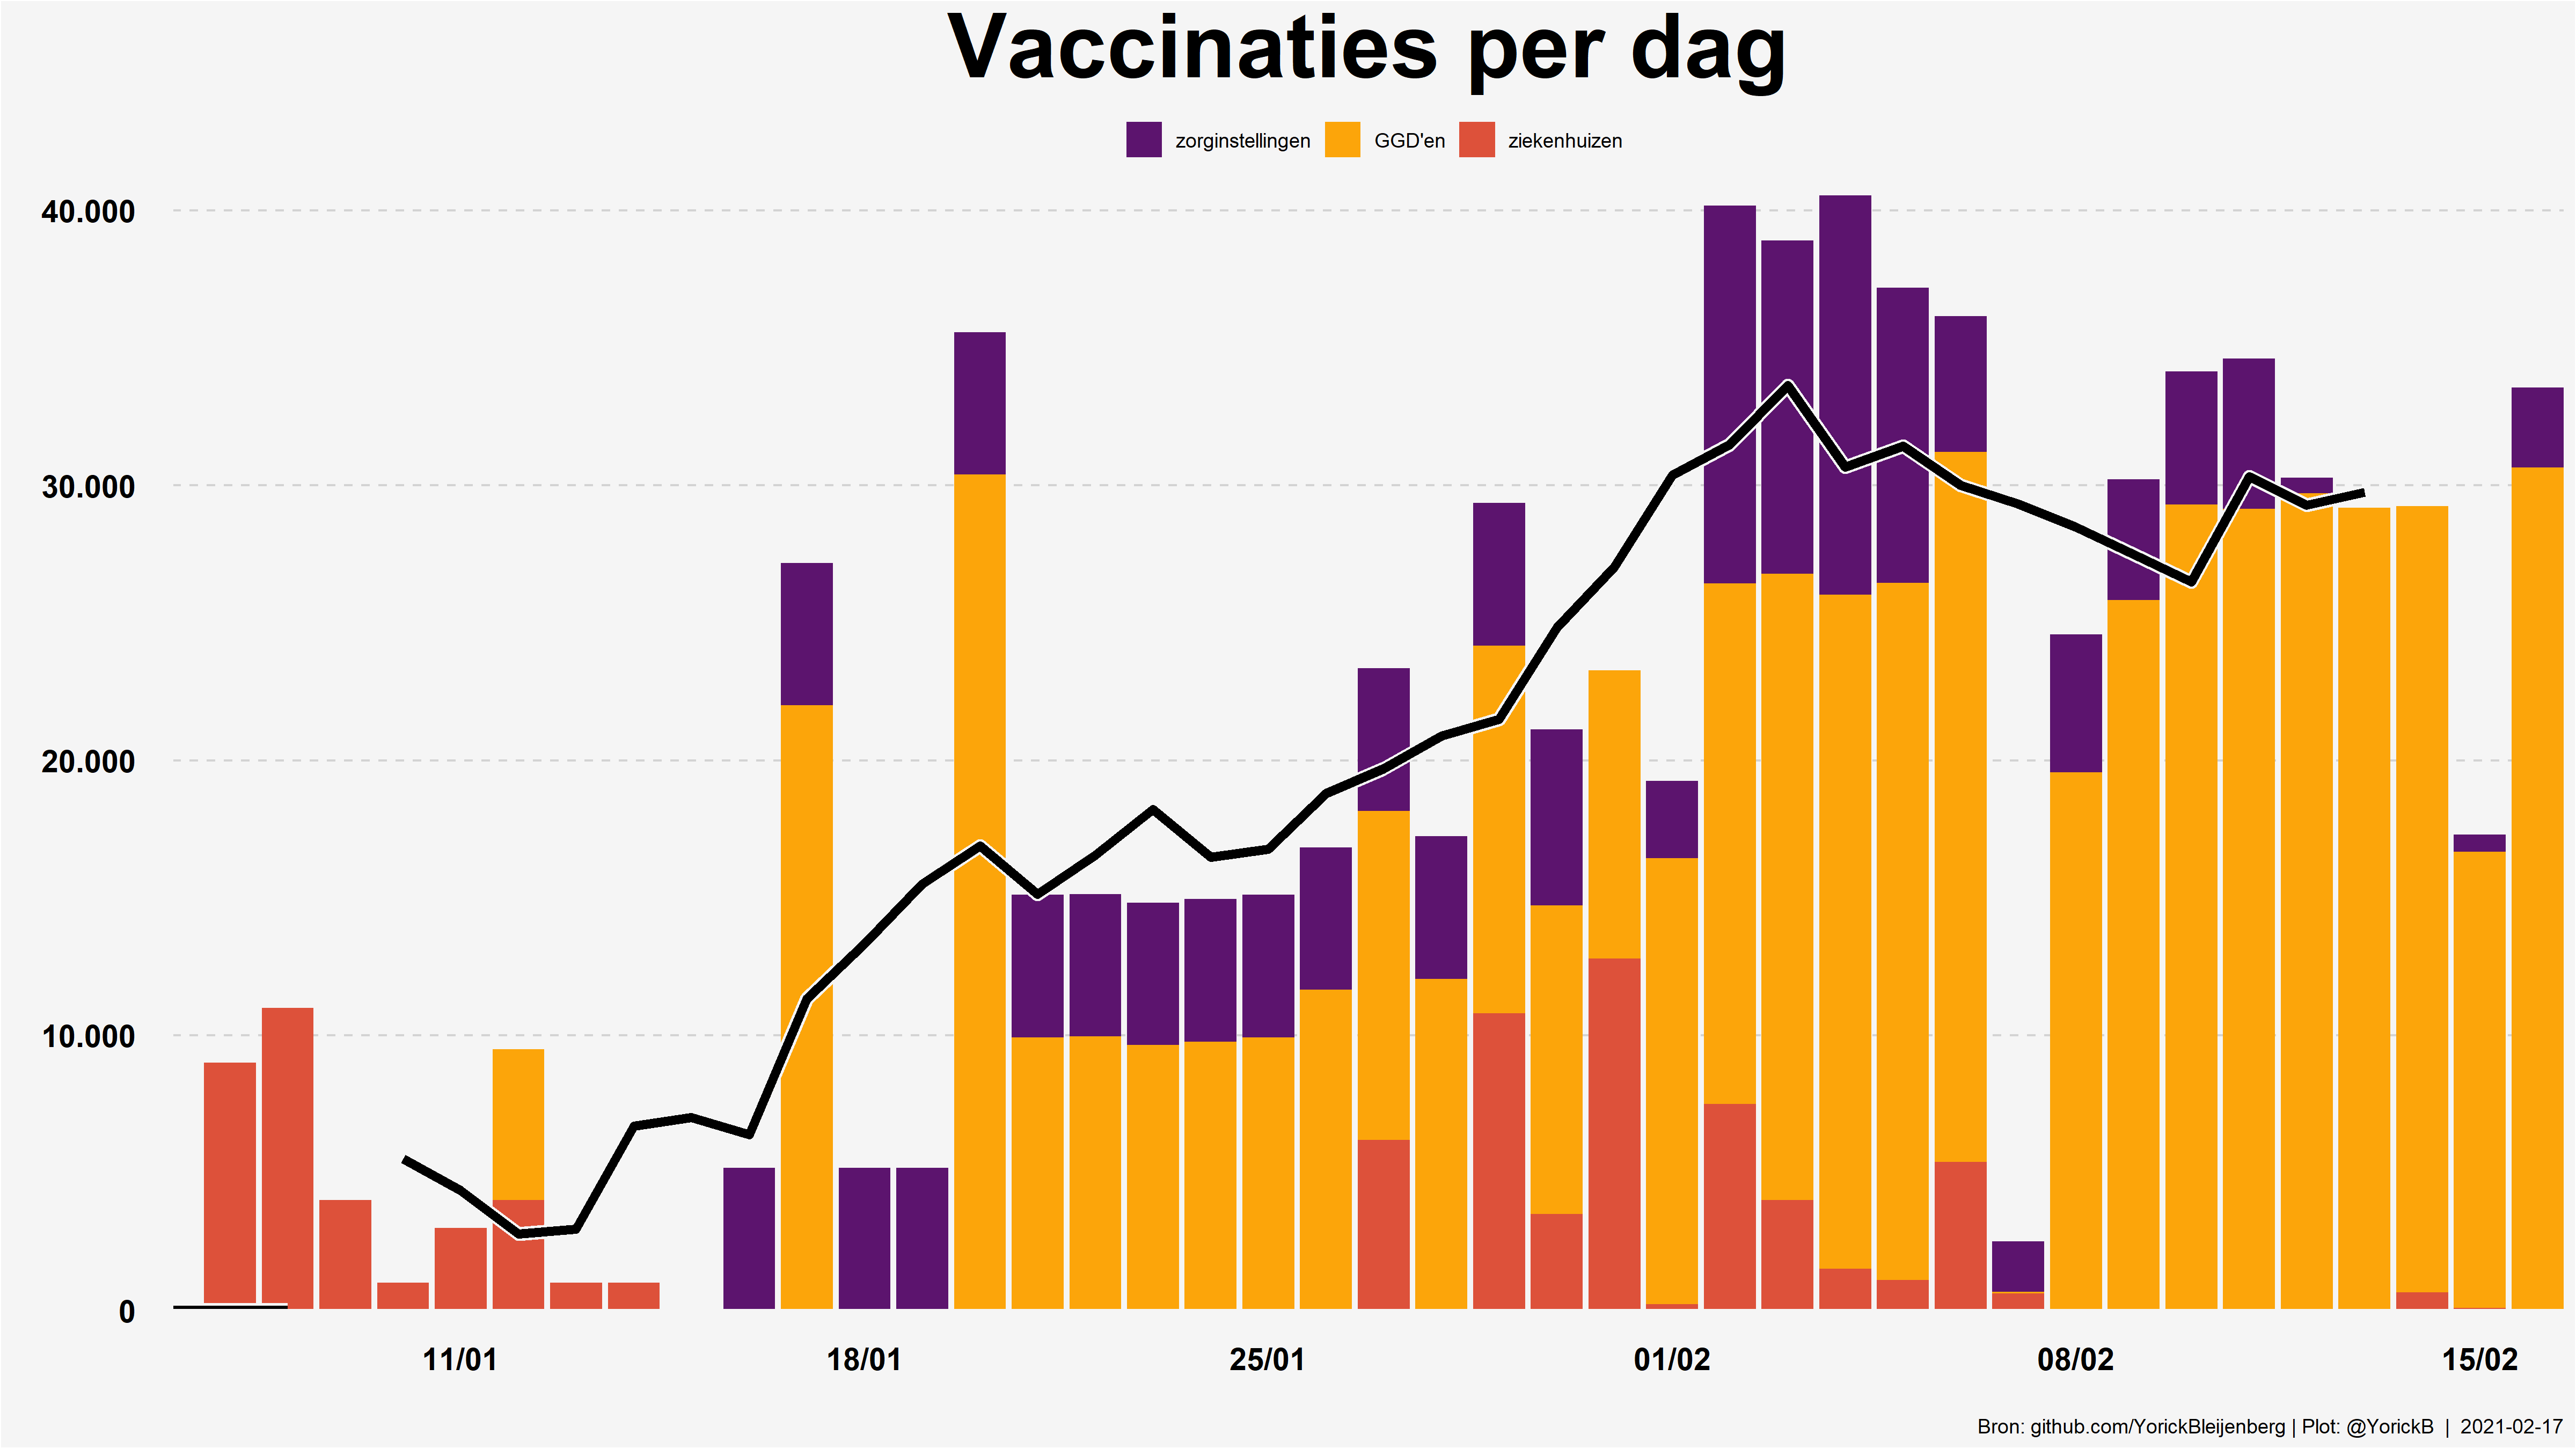 Vaccinaties per dag
zorginstellingen GGD'en ziekenhuizen
40.000
30.000
20.000
10.000
0
11/01 18/01 25/01 01/02 08/02 15/02
Bron: github.com/YorickBleijenberg | Plot: @YorickB | 2021-02-17